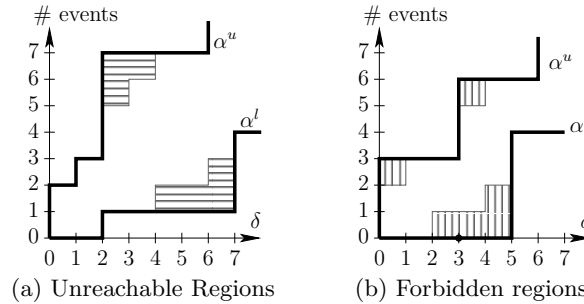 # events
# events
α^u
α^u
7
7
6
6
5
5
4
α^l
4
α
3
3
2
2
1
1
δ
0
0
0 1 2 3 4 5 6 7
0 1 2 3 4 5 6 7
(a) Unreachable Regions
(b) Forbidden regions